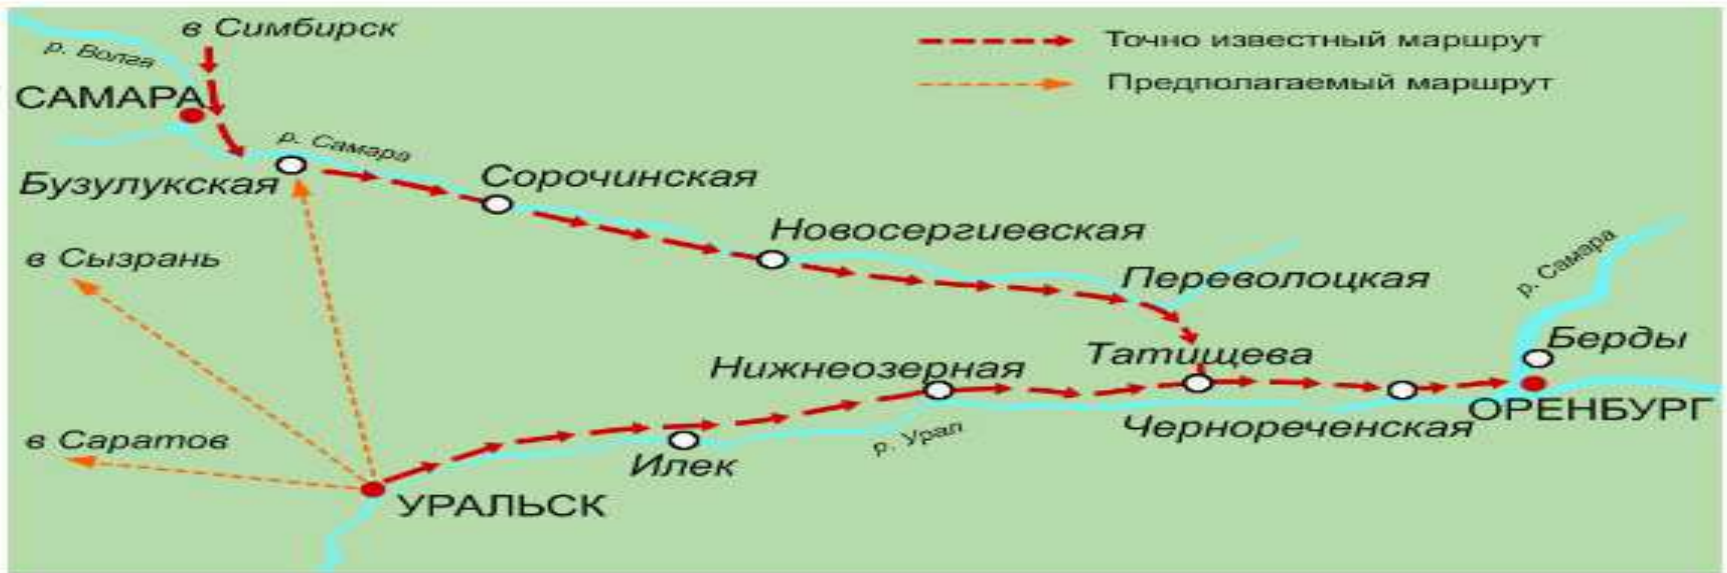 в Симбирск
р. Волга
САМАРА
Точно известный маршрут
Предполагаемый маршрут
р. Самара
Бузулукская
Сорочинская
Новосергиевская
Переволоцкая
р. Самара
в Сызрань
Берды
Татищева
Нижнеозерная
ОРЕНБУРГ
Чернореченская
р. Урал
в Саратов
Илек
УРАЛЬСК